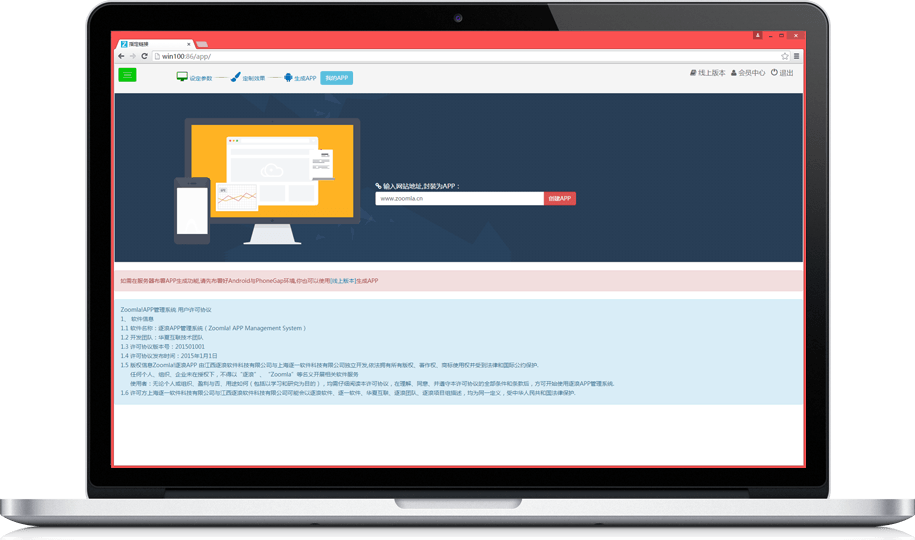 指定链接
win100:86/app/
设定参数
定制效果
生成APP
我的APP
线上版本
会员中心
退出
输入网站地址,封装为APP：
www.zoomla.cn
创建APP
如需在服务器布署APP生成功能,请先布署好Android与PhoneGap环境,你也可以使用[线上版本]生成APP
Zoomla!APP管理系统 用户许可协议
1、 软件信息
1.1 软件名称：逐浪APP管理系统（Zoomla! APP Management System）
1.2 开发团队：华夏互联技术团队
1.3 许可协议版本号：201501001
1.4 许可协议发布时间：2015年1月1日
1.5 版权信息Zoomla!逐浪APP 由江西逐浪软件科技有限公司与上海逐一软件科技有限公司独立开发,依法拥有所有版权、著作权、商标使用权并受到法律和国际公约保护.
任何个人、组织、企业未在授权下，不得以“逐浪”、 “Zoomla”等名义开展相关软件服务
使用者：无论个人或组织、盈利与否、用途如何（包括以学习和研究为目的），均需仔细阅读本许可协议，在理解、同意、并遵守本许可协议的全部条件和条款后，方可开始使用逐浪APP管理系统.
1.6 许可方上海逐一软件科技有限公司与江西逐浪软件科技有限公司可能会以逐浪软件、逐一软件、华夏互联、逐浪团队、逐浪项目组描述，均为同一定义，受中华人民共和国法律保护.